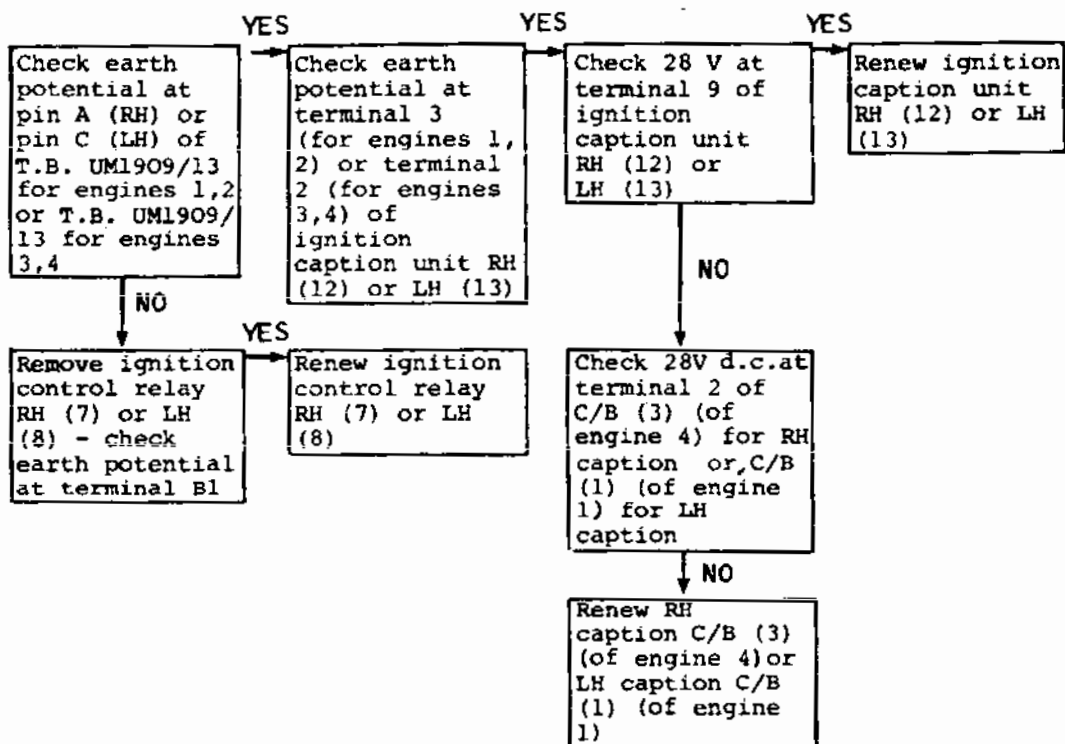 YES
YES
YES
Check earth
potential at
pin A (RH) or
pin C (LH) of
T.B. UM1909/13
for engines 1,2
or T.B. UM1909/
13 for engines
3,4
Check earth
potential at
terminal 3
(for engines 1,
2) or terminal
2 (for engines
3,4) of
ignition
caption unit RH
(12) or LH (13)
Check 28 V at
terminal 9 of
ignition
caption unit
RH (12) or
LH (13)
Renew ignition
caption unit
RH (12) or LH
(13)
NO
NO
YES
Remove ignition
control relay
RH (7) or LH
(8) - check
earth potential
at terminal B1
Renew ignition
control relay
RH (7) or LH
(8)
Check 28V d.c.at
terminal 2 of
C/B (3) (of
engine 4) for RH
caption or,C/B
(1) (of engine
1) for LH
caption
NO
Renew RH
caption C/B (3)
(of engine 4)or
LH caption C/B
(1) (of engine
1)